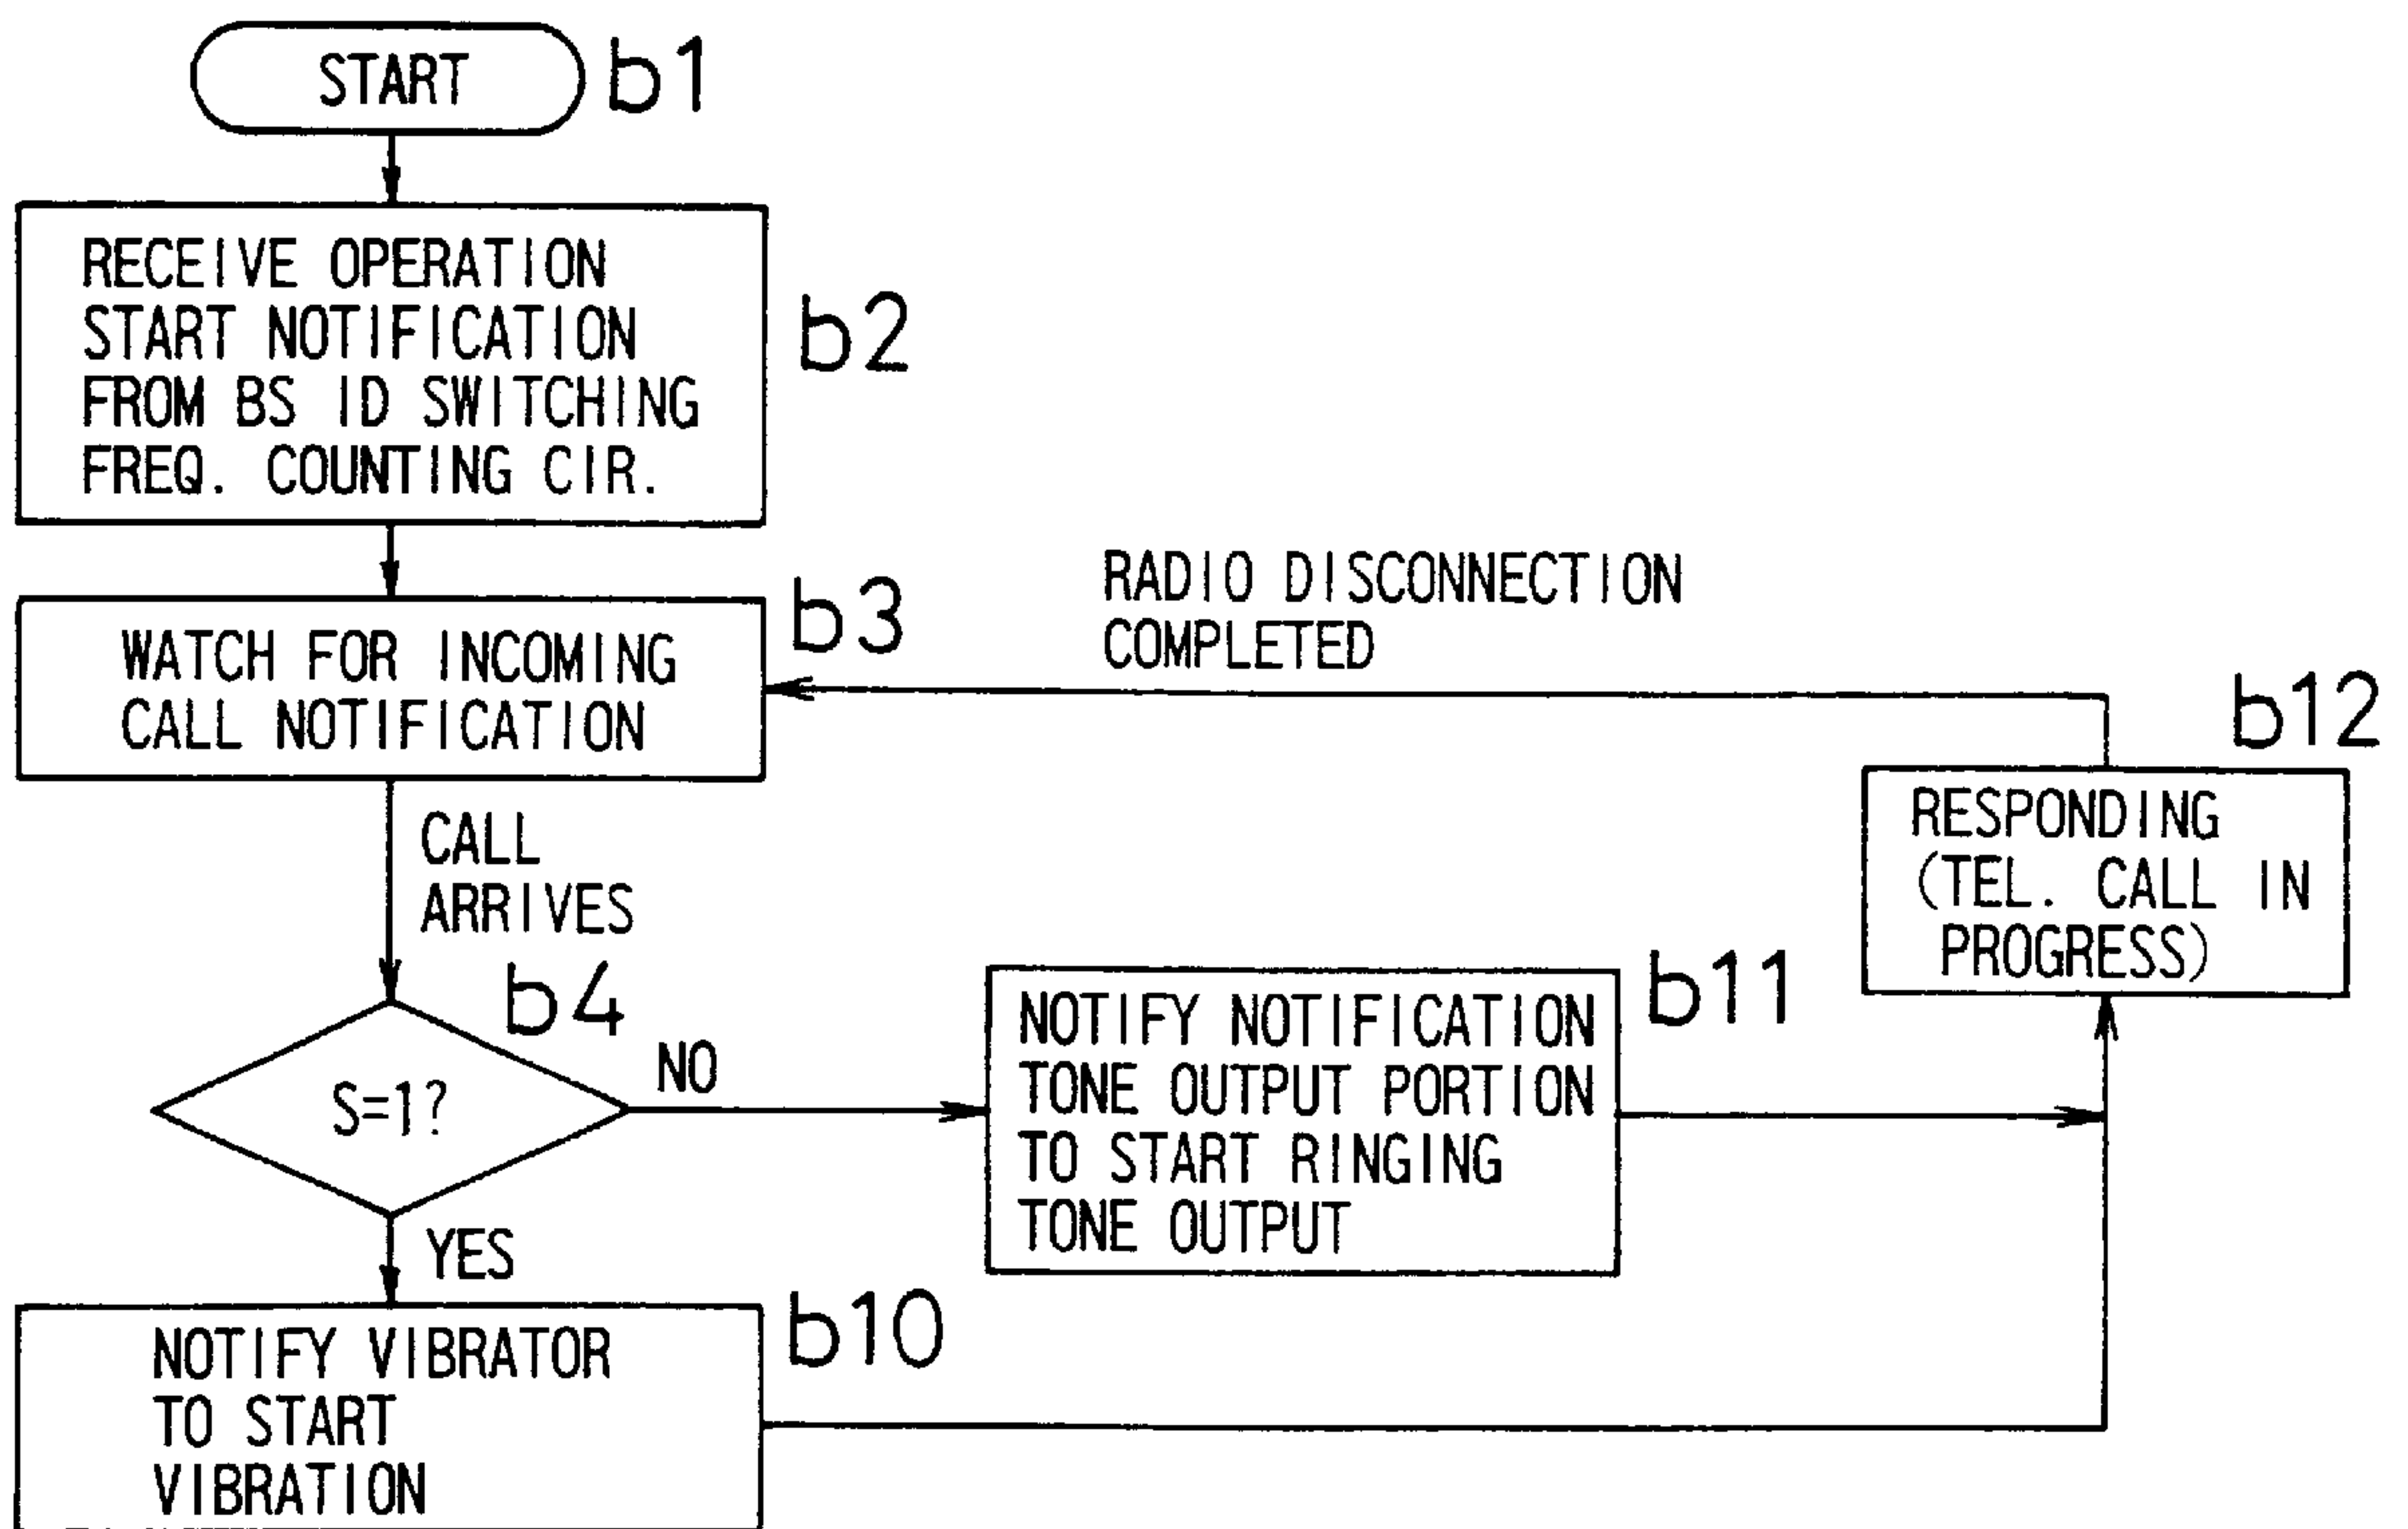 START
b1
RECEIVE OPERATION
START NOTIFICATION
FROM BS ID SWITCHING
FREQ. COUNTING CIR.
b2
WATCH FOR INCOMING
CALL NOTIFICATION
b3
RADIO DISCONNECTION
COMPLETED
b12
RESPONDING
(TEL. CALL IN
PROGRESS)
CALL
ARRIVES
b4
S=1?
NO
NOTIFY NOTIFICATION
TONE OUTPUT PORTION
TO START RINGING
TONE OUTPUT
b11
YES
NOTIFY VIBRATOR
TO START
VIBRATION
b10